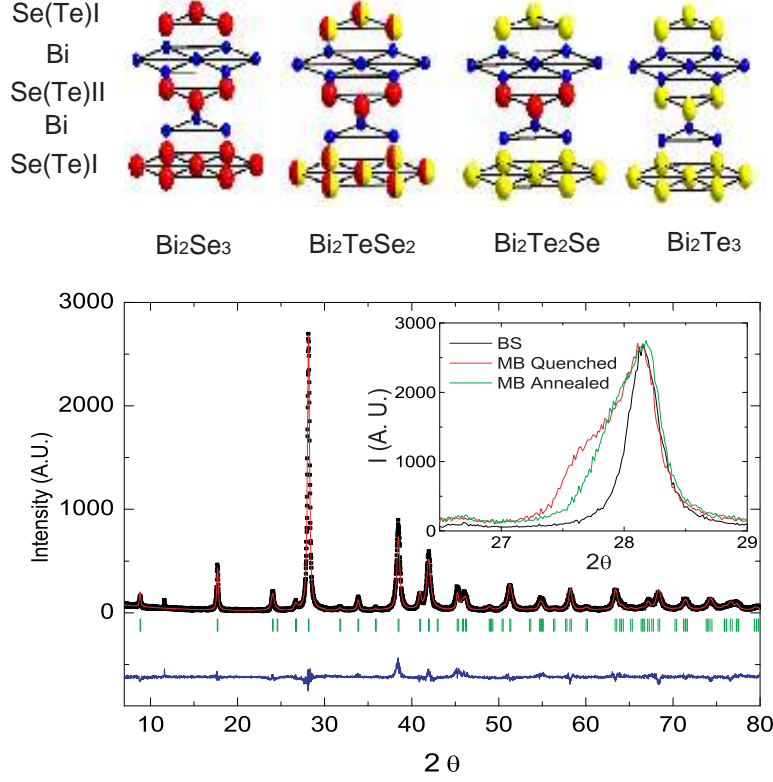 Se(Te)I
Bi
Se(Te)II
Bi
Se(Te)I
Bi₂Se₃ Bi₂TeSe₂ Bi₂Te₂Se Bi₂Te₃
3000
2000
1000
0
Intensity (A.U.)
10 20 30 40 50 60 70 80
2 θ
3000
2000
1000
0
I (A. U.)
BS
MB Quenched
MB Annealed
27 28 29
2θ